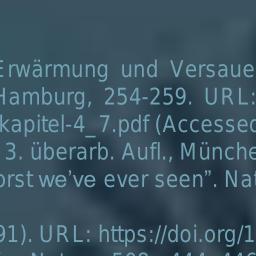 Erwärmung und Versaue
Hamburg, 254-259. URL:
kapitel-4_7.pdf (Accessed
3. überarb. Aufl., Münche
orst we've ever seen". Nat
91). URL: https://doi.org/1